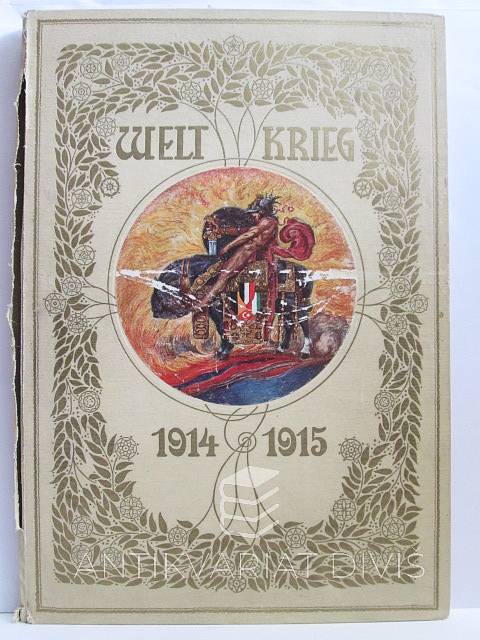 WELT KRIEG
1914 1915
ANTIKVARIAT DIVIS